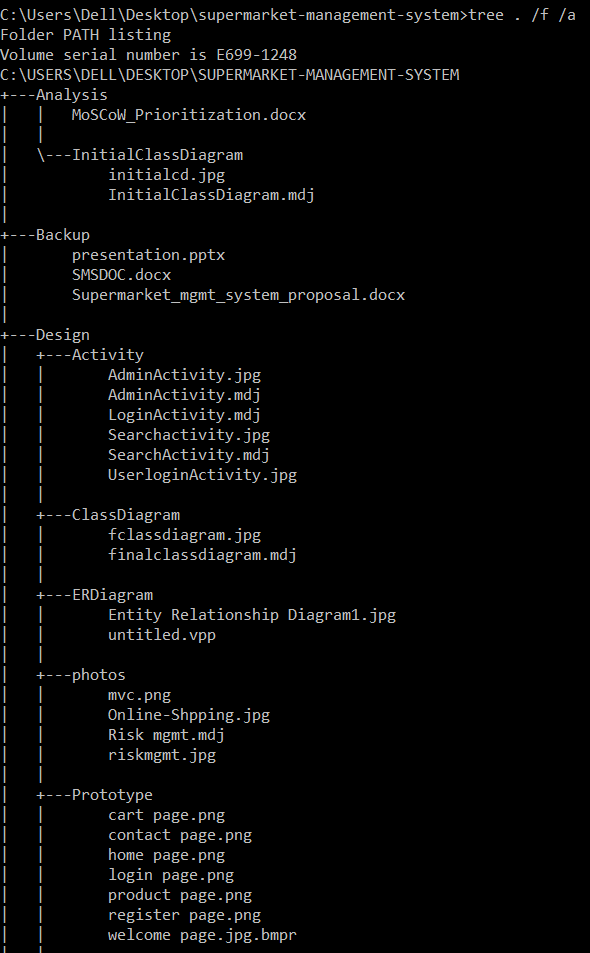 C:\Users\Dell\Desktop\supermarket-management-system>tree . /f /a
Folder PATH listing
Volume serial number is E699-1248
C:\USERS\DELL\DESKTOP\SUPERMARKET-MANAGEMENT-SYSTEM
+---Analysis
|   |   MoSCoW_Prioritization.docx
|   |
|   \---InitialClassDiagram
|           initialcd.jpg
|           InitialClassDiagram.mdj
|
+---Backup
|       presentation.pptx
|       SMSDOC.docx
|       Supermarket_mgmt_system_proposal.docx
|
+---Design
|   +---Activity
|   |       AdminActivity.jpg
|   |       AdminActivity.mdj
|   |       LoginActivity.mdj
|   |       Searchactivity.jpg
|   |       SearchActivity.mdj
|   |       UserloginActivity.jpg
|   |
|   +---ClassDiagram
|   |       fclassdiagram.jpg
|   |       finalclassdiagram.mdj
|   |
|   +---ERDiagram
|   |       Entity Relationship Diagram1.jpg
|   |       untitled.vpp
|   |
|   +---photos
|   |       mvc.png
|   |       Online-Shpping.jpg
|   |       Risk mgmt.mdj
|   |       riskmgmt.jpg
|   |
|   +---Prototype
|   |       cart page.png
|   |       contact page.png
|   |       home page.png
|   |       login page.png
|   |       product page.png
|   |       register page.png
|   |       welcome page.jpg.bmpr
|   |